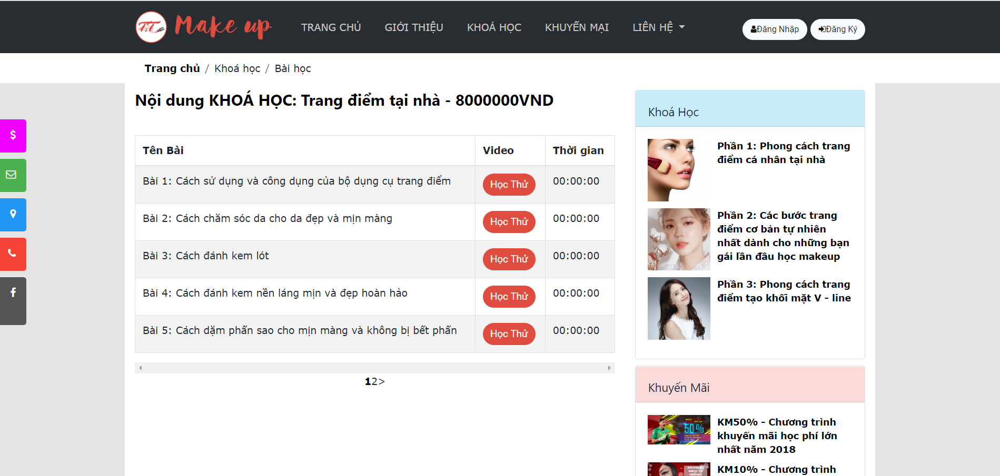 T&T Make up
TRANG CHỦ
GIỚI THIỆU
KHOÁ HỌC
KHUYẾN MẠI
LIÊN HỆ
Đăng Nhập
Đăng Ký
Trang chủ / Khoá học / Bài học
Nội dung KHOÁ HỌC: Trang điểm tại nhà - 8000000VND
Tên Bài
Video
Thời gian
Bài 1: Cách sử dụng và công dụng của bộ dụng cụ trang điểm
Học Thử
00:00:00
Bài 2: Cách chăm sóc da cho da đẹp và mịn màng
Học Thử
00:00:00
Bài 3: Cách đánh kem lót
Học Thử
00:00:00
Bài 4: Cách đánh kem nền láng mịn và đẹp hoàn hảo
Học Thử
00:00:00
Bài 5: Cách dặm phấn sao cho mịn màng và không bị bết phấn
Học Thử
00:00:00
12>
Khoá Học
Phần 1: Phong cách trang
điểm cá nhân tại nhà
Phần 2: Các bước trang
điểm cơ bản tự nhiên
nhất dành cho những bạn
gái lần đầu học makeup
Phần 3: Phong cách trang
điểm tạo khối mặt V - line
Khuyến Mãi
50%
KM50% - Chương trình
khuyến mãi học phí lớn
nhất năm 2018
KM10% - Chương trình